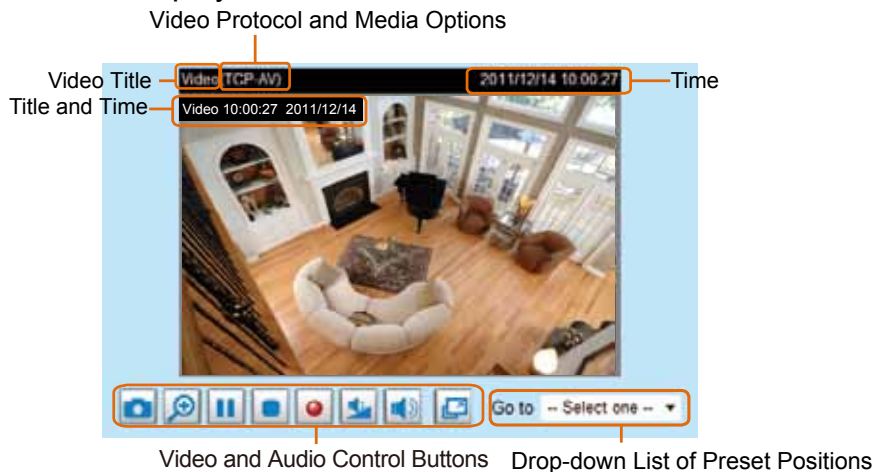 Video Protocol and Media Options
Video Title
Video (TCP-AV)
2011/12/14 10:00:27
Time
Title and Time
Video 10:00:27 2011/12/14
Go to
-- Select one --
Video and Audio Control Buttons
Drop-down List of Preset Positions